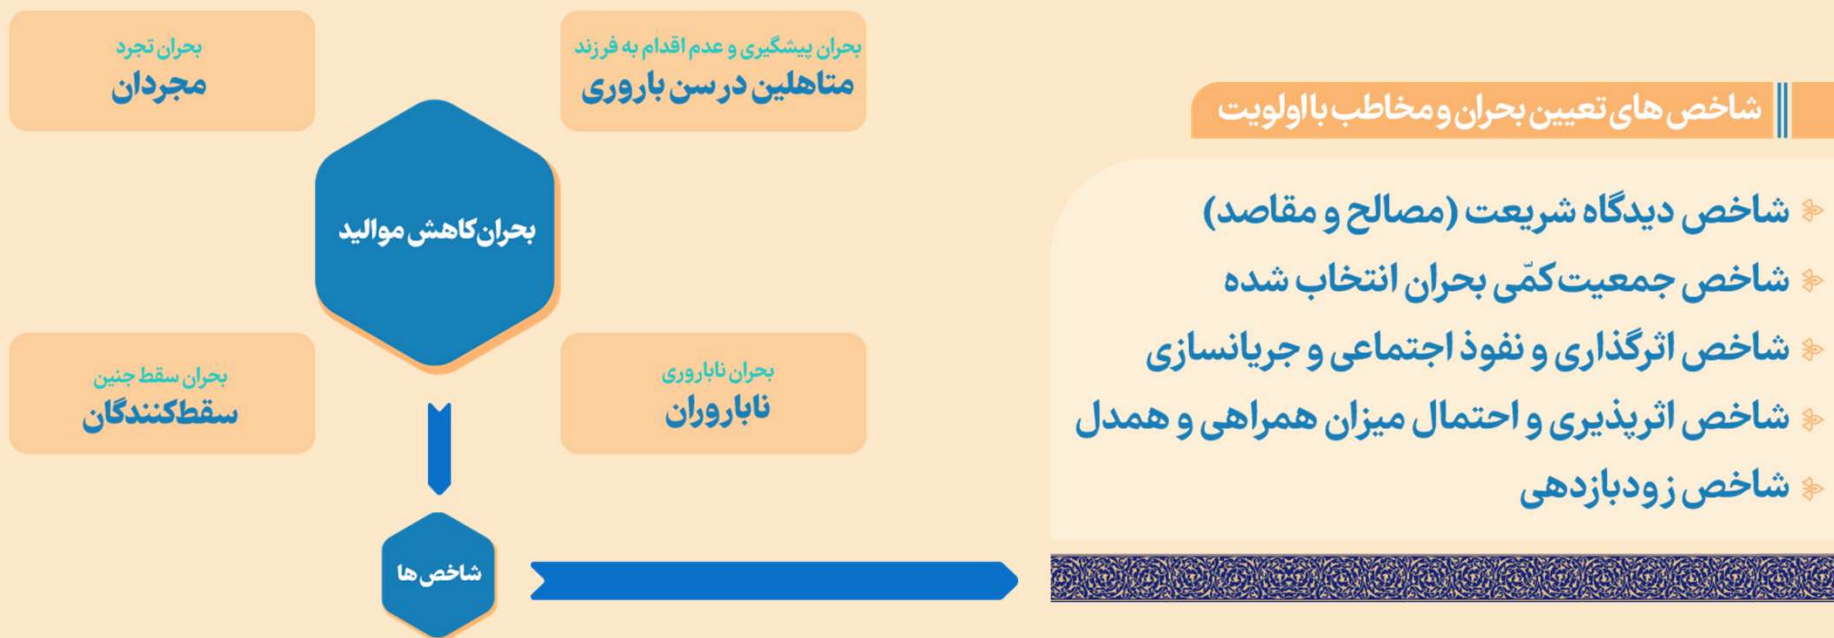 شاخص های تعیین بحران و مخاطب با اولویت
شاخص دیدگاه شریعت (مصالح و مقاصد)
شاخص جمعیت کمّی بحران انتخاب شده
شاخص اثرگذاری و نفوذ اجتماعی و جریانسازی
شاخص اثرپذیری و احتمال میزان همراهی و همدل
شاخص زودبازدهی
بحران پیشگیری و عدم اقدام به فرزند
متاهلین در سن باروری
بحران تجرد
مجردان
بحران کاهش موالید
بحران ناباروری
ناباروران
بحران سقط جنین
سقط‌کنندگان
شاخص ها